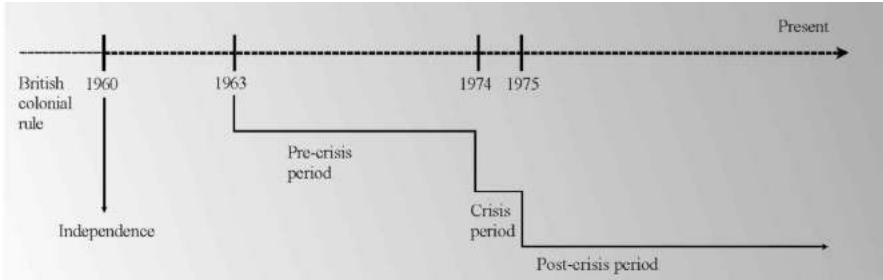 Present
British
colonial
rule
1960
1963
1974
1975
Pre-crisis
period
Crisis
period
Independence
Post-crisis period